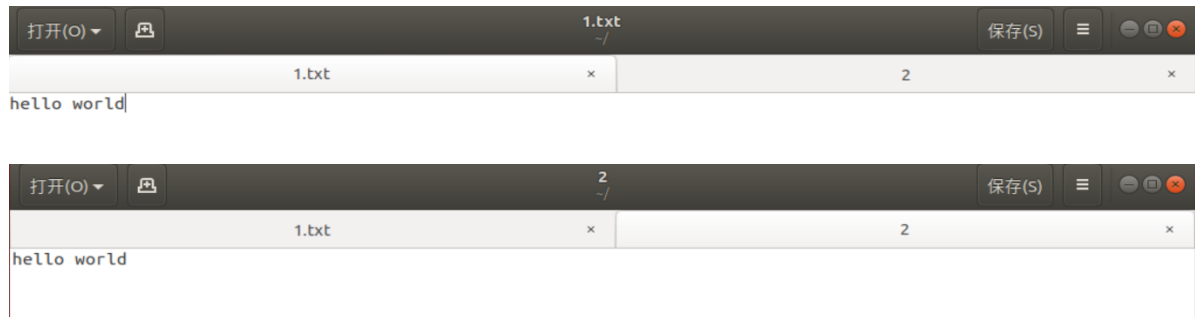 打开(O)
1.txt
~/
保存(S)
1.txt
2
hello world
打开(O)
2
~/
保存(S)
1.txt
2
hello world